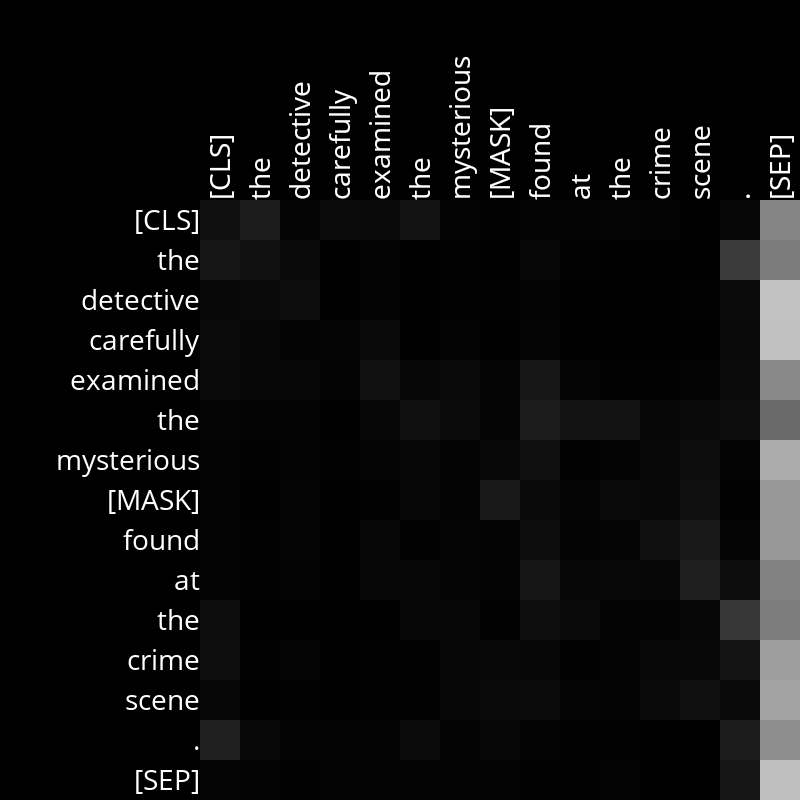 [CLS]
the
detective
carefully
examined
the
mysterious
[MASK]
found
at
the
crime
scene
.
[SEP]
[CLS]
the
detective
carefully
examined
the
mysterious
[MASK]
found
at
the
crime
scene
.
[SEP]